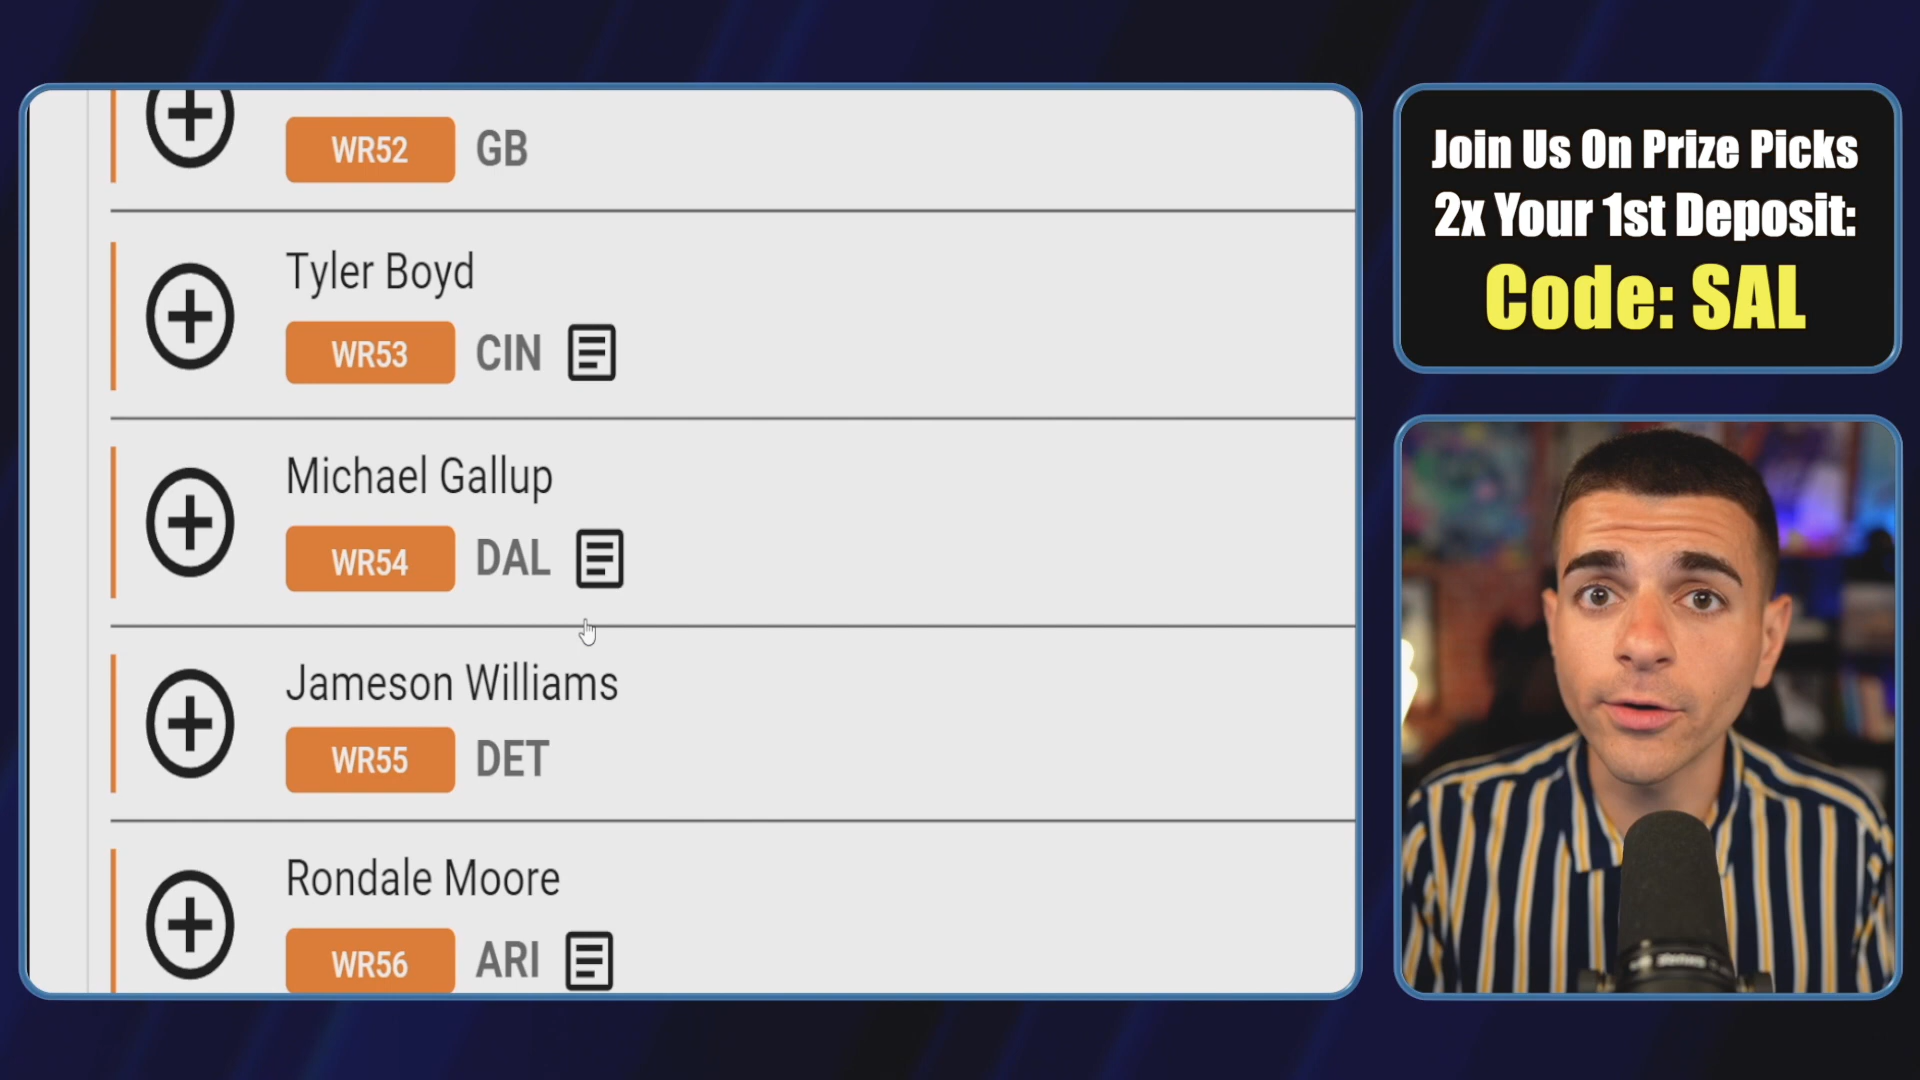 WR52 GB
Tyler Boyd
WR53 CIN
Michael Gallup
WR54 DAL
Jameson Williams
WR55 DET
Rondale Moore
WR56 ARI
Join Us On Prize Picks
2x Your 1st Deposit:
Code: SAL